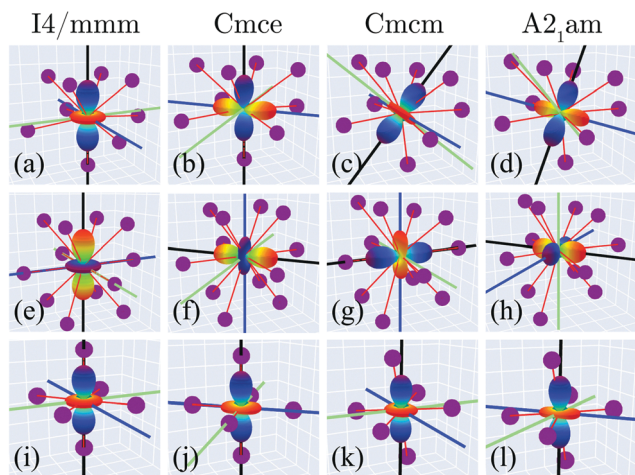 I4/mmm Cmce Cmcm A2₁am
(a) (b) (c) (d)
(e) (f) (g) (h)
(i) (j) (k) (l)